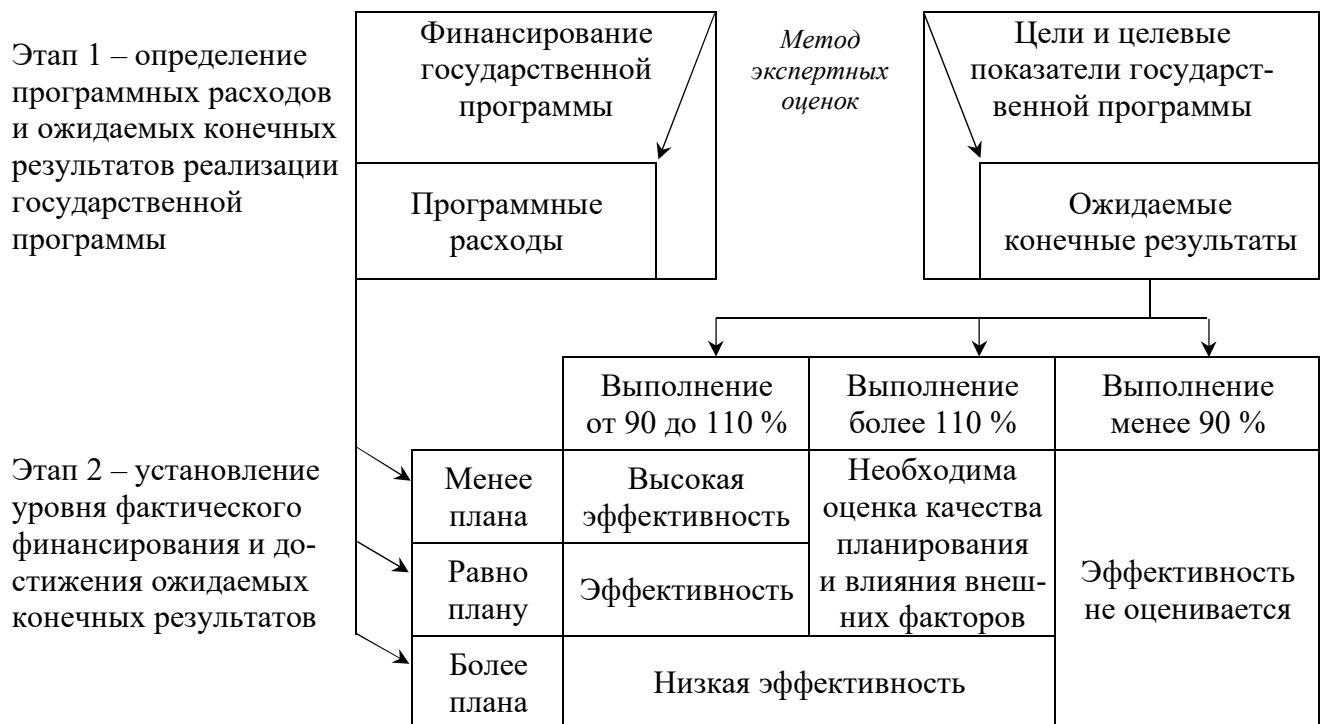 Этап 1 – определение
программных расходов
и ожидаемых конечных
результатов реализации
государственной
программы
Финансирование
государственной
программы
Программные
расходы
Метод
экспертных
оценок
Цели и целевые
показатели государст-
венной программы
Ожидаемые
конечные результаты
Выполнение
от 90 до 110 %
Выполнение
более 110 %
Выполнение
менее 90 %
Этап 2 – установление
уровня фактического
финансирования и до-
стижения ожидаемых
конечных результатов
Менее
плана
Высокая
эффективность
Необходима
оценка качества
планирования
и влияния внеш-
них факторов
Эффективность
не оценивается
Равно
плану
Эффективность
Более
плана
Низкая эффективность